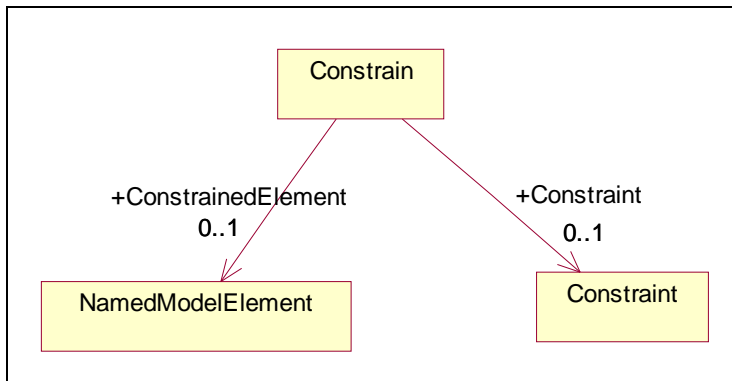 Constrain
+ConstrainedElement
0..1
+Constraint
0..1
NamedModelElement
Constraint